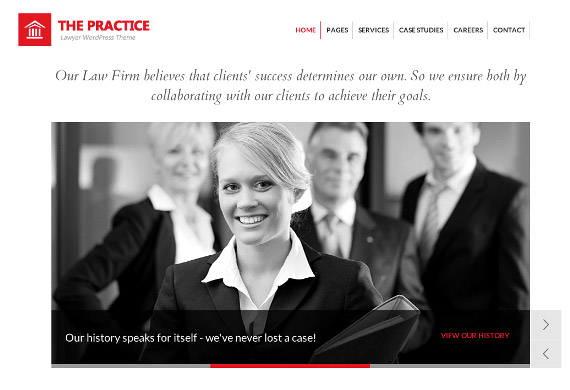 THE PRACTICE
Lawyer WordPress Theme
HOME PAGES SERVICES CASE STUDIES CAREERS CONTACT
Our Law Firm believes that clients' success determines our own. So we ensure both by
collaborating with our clients to achieve their goals.
Our history speaks for itself - we've never lost a case!
VIEW OUR HISTORY